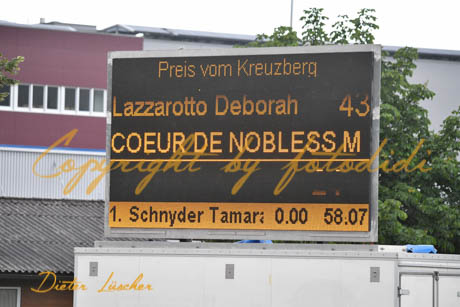 Preis vom Kreuzberg
Lazzarotto Deborah 43
COEUR DE NOBLESS M
Copyright by fotodidi
1. Schnyder Tamara 0.00 58.07
Dieter Lüscher